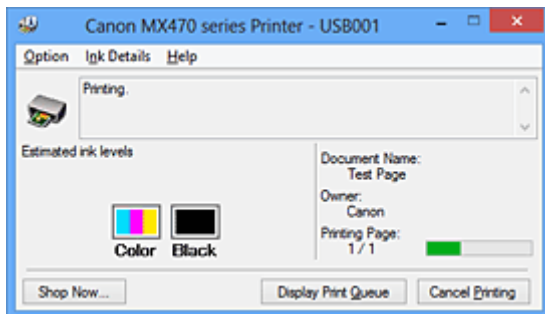 Canon MX470 series Printer - USB001
Option Ink Details Help
Printing.
Estimated ink levels
Color Black
Document Name:
Test Page
Owner:
Canon
Printing Page:
1 / 1
Shop Now... Display Print Queue Cancel Printing